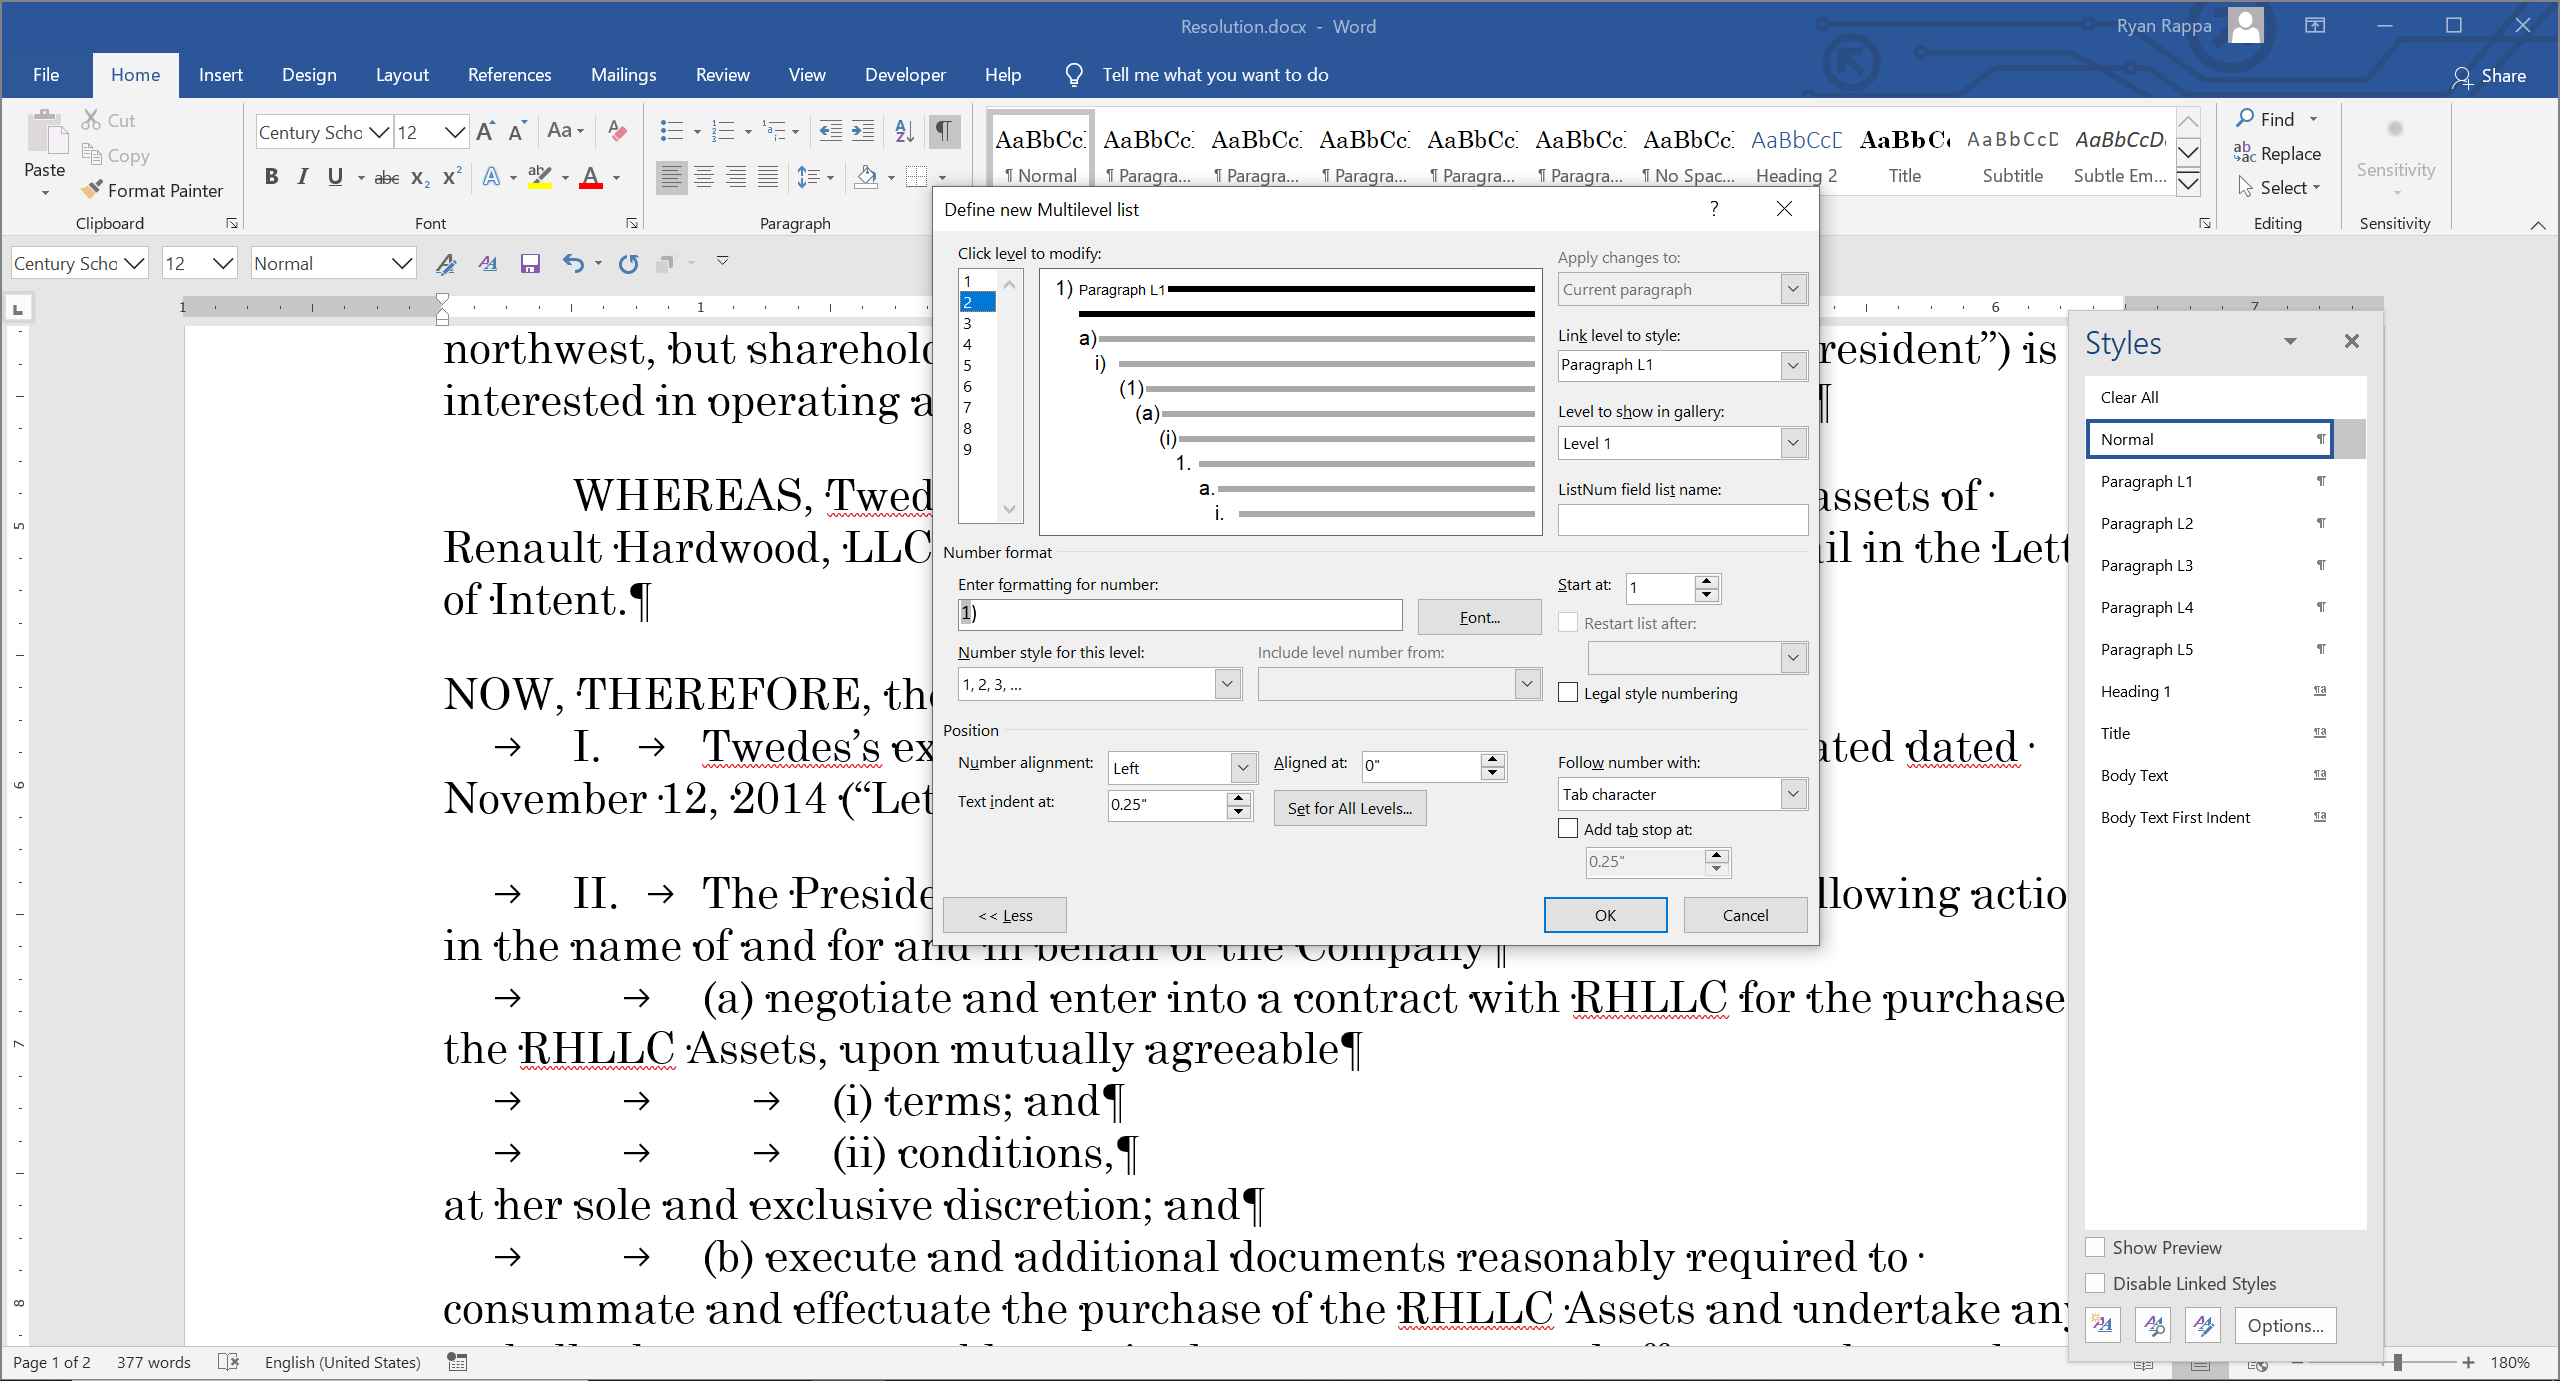 Resolution.docx - Word
Ryan Rappa
File Home Insert Design Layout References Mailings Review View Developer Help Tell me what you want to do
Share
Paste
Cut
Copy
Format Painter
Clipboard
Century Scho 12
Aa
B I U abc x₂ x²
Font
Paragraph
AaBbCc AaBbCc AaBbCc AaBbCc AaBbCc AaBbCc AaBbCc AaBbCcD AaBbCc AaBbCcD AaBbCcD
¶ Normal ¶ Paragra... ¶ Paragra... ¶ Paragra... ¶ Paragra... ¶ Paragra... ¶ No Spac... Heading 2 Title Subtitle Subtle Em...
Find
Replace
Select
Editing
Sensitivity
Sensitivity
Century Scho 12 Normal
1 1 6 7
northwest, but sharehol
resident”) is
interested in operating a
¶
WHEREAS, Twed
assets of
Renault Hardwood, LLC
il in the Lett
of Intent.¶
NOW, THEREFORE, the
→ I. → Twedes’s ex
ated dated
November 12, 2014 (“Let
→ II. → The Preside
llowing actio
in the name of and for and in behalf of the Company¶
→ → (a) negotiate and enter into a contract with RHLLC for the purchase
the RHLLC Assets, upon mutually agreeable¶
→ → → (i) terms; and¶
→ → → (ii) conditions,¶
at her sole and exclusive discretion; and¶
→ → (b) execute and additional documents reasonably required to
consummate and effectuate the purchase of the RHLLC Assets and undertake any
5
6
7
8
Define new Multilevel list
?
Click level to modify:
1
2
3
4
5
6
7
8
9
1) Paragraph L1
a)
i)
(1)
(a)
(i)
1.
a.
i.
Apply changes to:
Current paragraph
Link level to style:
Paragraph L1
Level to show in gallery:
Level 1
ListNum field list name:
Number format
Enter formatting for number:
1)
Font...
Start at: 1
Restart list after:
Number style for this level:
1, 2, 3, ...
Include level number from:
Legal style numbering
Position
Number alignment: Left
Aligned at: 0"
Text indent at: 0.25"
Set for All Levels...
Follow number with:
Tab character
Add tab stop at:
0.25"
<< Less
OK
Cancel
Styles
Clear All
Normal ¶
Paragraph L1 ¶
Paragraph L2 ¶
Paragraph L3 ¶
Paragraph L4 ¶
Paragraph L5 ¶
Heading 1 ¶a
Title ¶a
Body Text ¶a
Body Text First Indent ¶a
Show Preview
Disable Linked Styles
Options...
Page 1 of 2 377 words English (United States)
180%